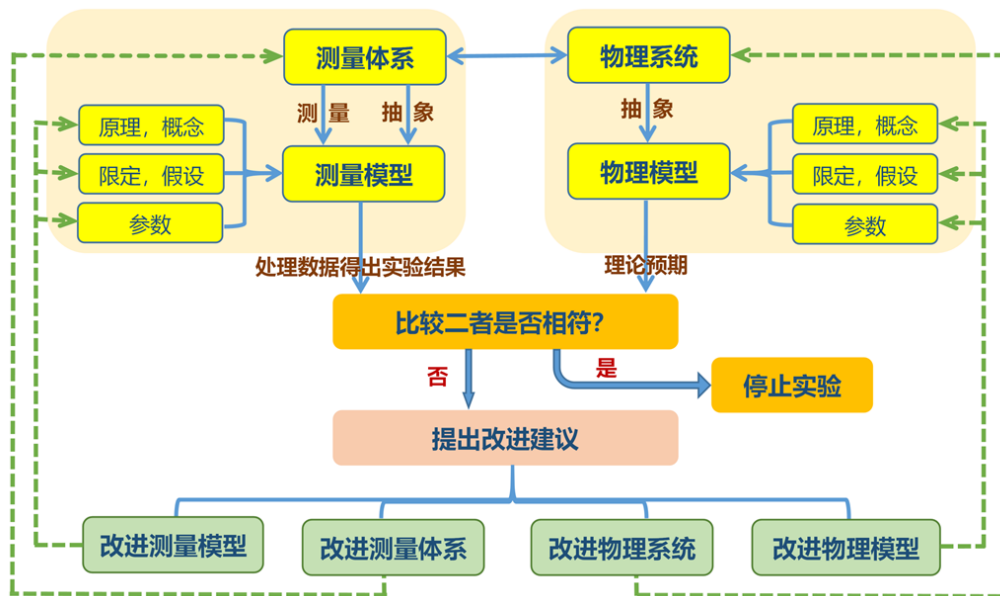 测量体系
物理系统
测 量
抽 象
抽 象
原理，概念
限定，假设
参数
测量模型
物理模型
原理，概念
限定，假设
参数
处理数据得出实验结果
理论预期
比较二者是否相符？
否
是
停止实验
提出改进建议
改进测量模型
改进测量体系
改进物理系统
改进物理模型